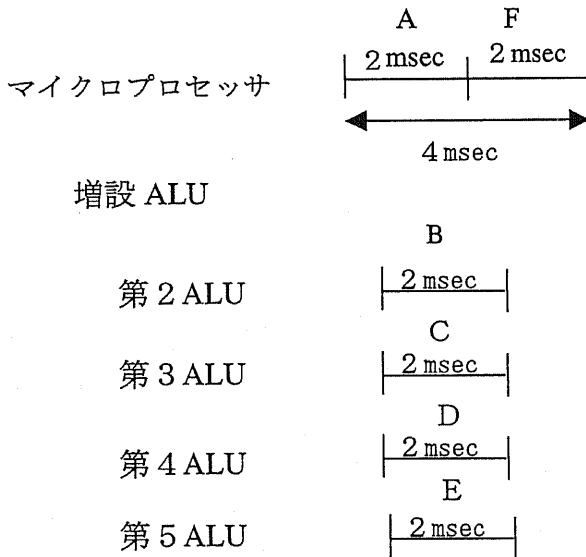 A F
2 msec 2 msec
マイクロプロセッサ
4 msec
増設 ALU
B
第 2 ALU 2 msec
C
第 3 ALU 2 msec
D
第 4 ALU 2 msec
E
第 5 ALU 2 msec